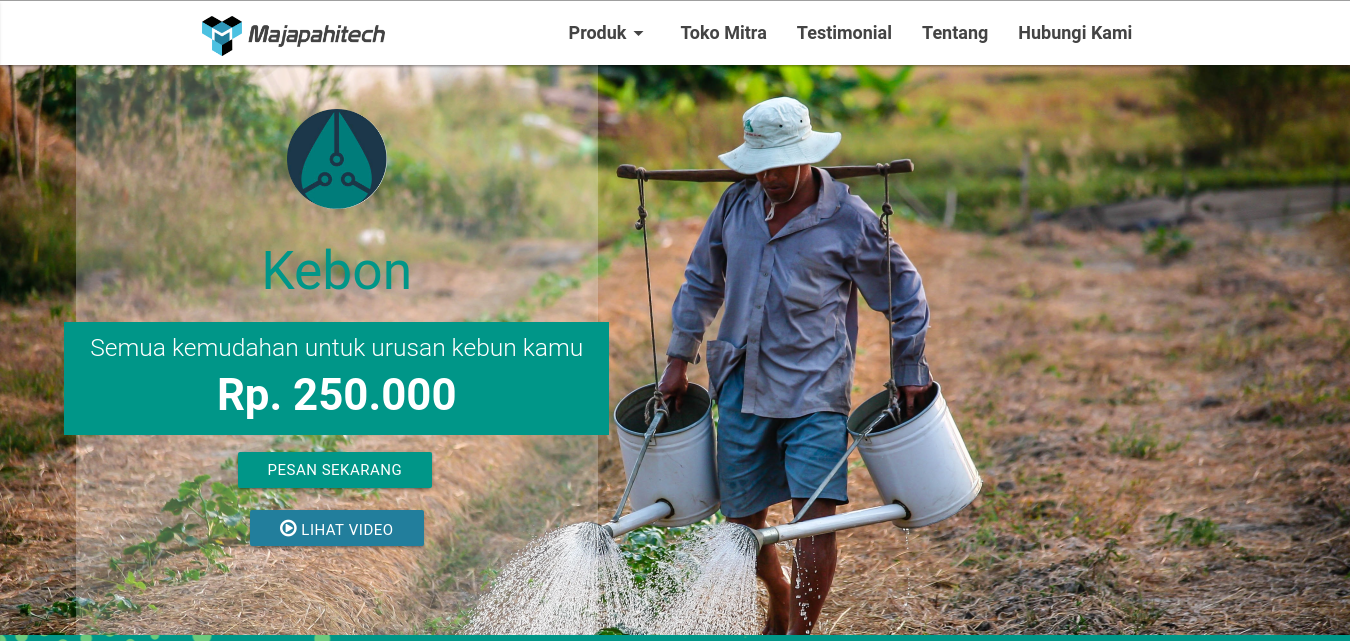 Majapahitech
Produk
Toko Mitra
Testimonial
Tentang
Hubungi Kami
Kebon
Semua kemudahan untuk urusan kebun kamu
Rp. 250.000
PESAN SEKARANG
LIHAT VIDEO